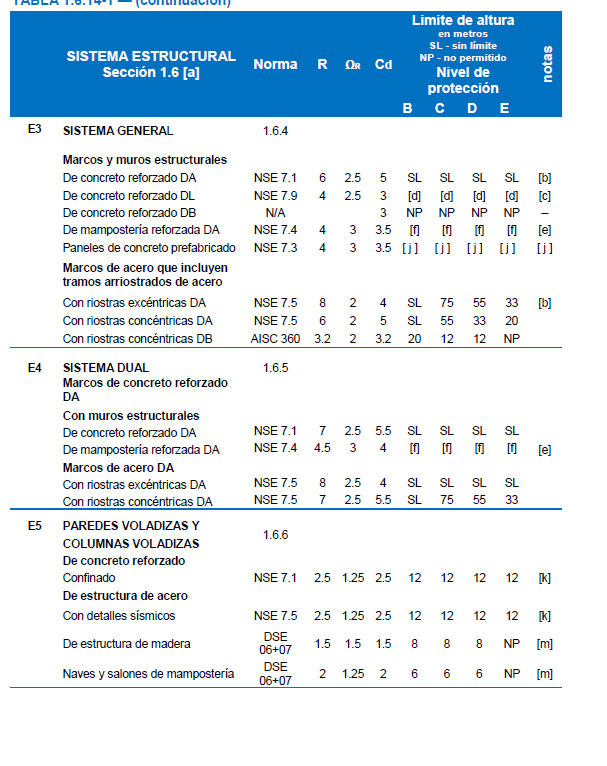 TABLA 1.6.14-1 — (continuación)
SISTEMA ESTRUCTURAL Sección 1.6 [a] Norma R ΩR Cd Limite de altura en metros SL - sin límite NP - no permitido Nivel de protección notas
B C D E
E3 SISTEMA GENERAL 1.6.4
Marcos y muros estructurales
De concreto reforzado DA NSE 7.1 6 2.5 5 SL SL SL SL [b]
De concreto reforzado DL NSE 7.9 4 2.5 3 [d] [d] [d] [d] [c]
De concreto reforzado DB N/A 3 NP NP NP NP –
De mampostería reforzada DA NSE 7.4 4 3 3.5 [f] [f] [f] [f] [e]
Paneles de concreto prefabricado NSE 7.3 4 3 3.5 [ j ] [ j ] [ j ] [ j ] [ j ]
Marcos de acero que incluyen
tramos arriostrados de acero
Con riostras excéntricas DA NSE 7.5 8 2 4 SL 75 55 33 [b]
Con riostras concéntricas DA NSE 7.5 6 2 5 SL 55 33 20
Con riostras concéntricas DB AISC 360 3.2 2 3.2 20 12 12 NP
E4 SISTEMA DUAL 1.6.5
Marcos de concreto reforzado
DA
Con muros estructurales
De concreto reforzado DA NSE 7.1 7 2.5 5.5 SL SL SL SL
De mampostería reforzada DA NSE 7.4 4.5 3 4 [f] [f] [f] [f] [e]
Marcos de acero DA
Con riostras excéntricas DA NSE 7.5 8 2.5 4 SL SL SL SL
Con riostras concéntricas DA NSE 7.5 7 2.5 5.5 SL 75 55 33
E5 PAREDES VOLADIZAS Y
COLUMNAS VOLADIZAS 1.6.6
De concreto reforzado
Confinado NSE 7.1 2.5 1.25 2.5 12 12 12 12 [k]
De estructura de acero
Con detalles sísmicos NSE 7.5 2.5 1.25 2.5 12 12 12 12 [k]
De estructura de madera DSE 06+07 1.5 1.5 1.5 8 8 8 NP [m]
Naves y salones de mampostería DSE 06+07 2 1.25 2 6 6 6 NP [m]